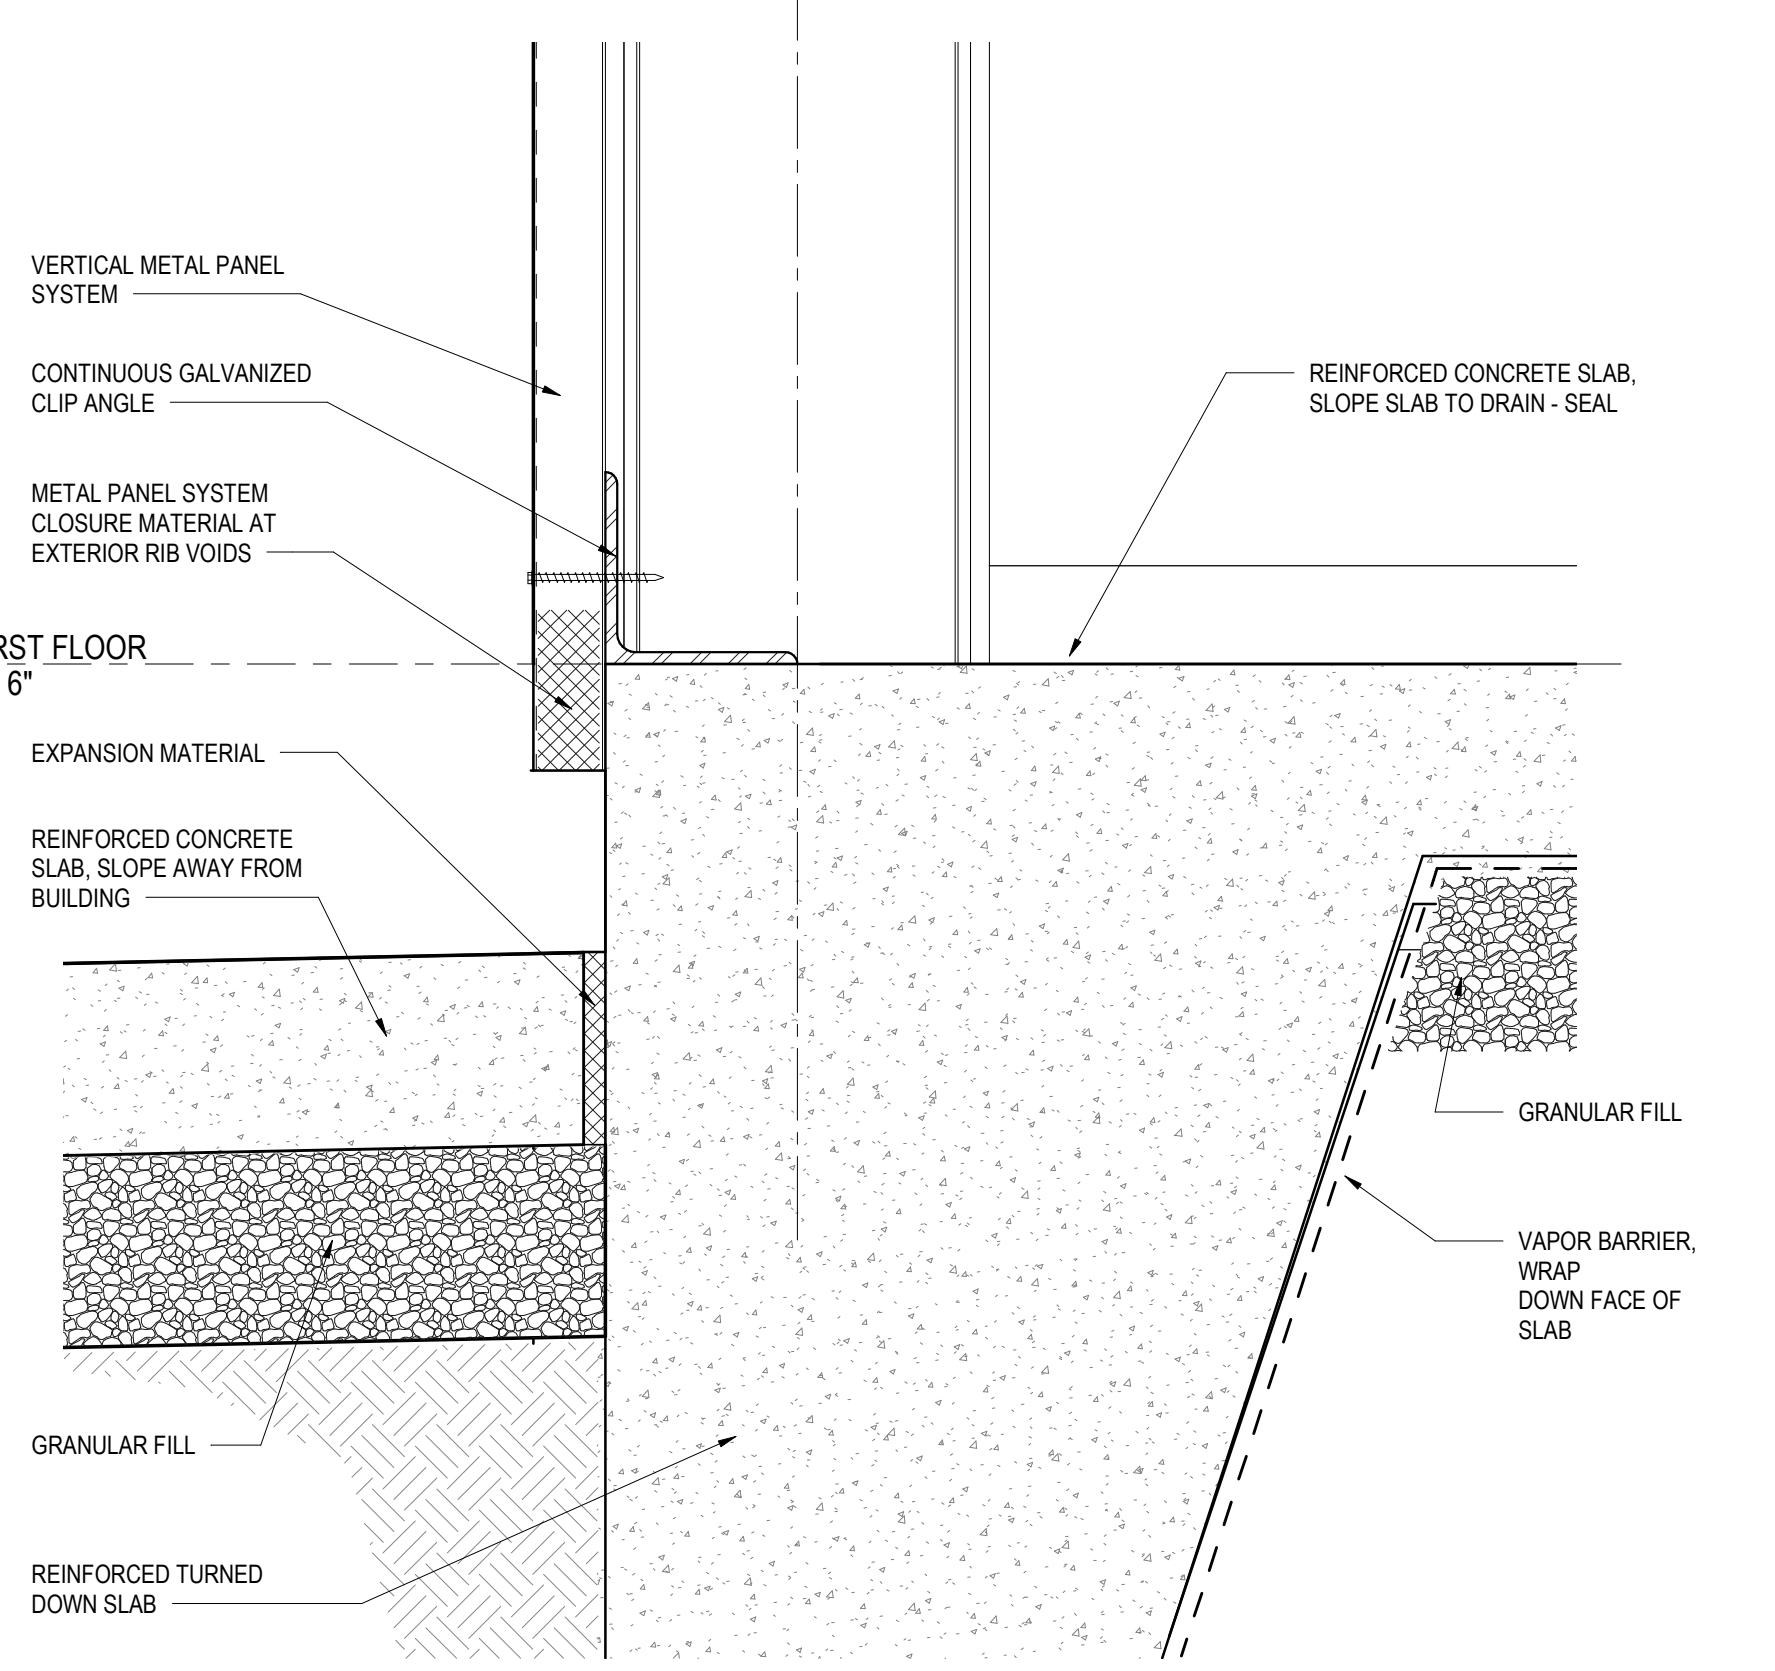 VERTICAL METAL PANEL
SYSTEM
CONTINUOUS GALVANIZED
CLIP ANGLE
METAL PANEL SYSTEM
CLOSURE MATERIAL AT
EXTERIOR RIB VOIDS
RST FLOOR
6"
EXPANSION MATERIAL
REINFORCED CONCRETE
SLAB, SLOPE AWAY FROM
BUILDING
GRANULAR FILL
REINFORCED TURNED
DOWN SLAB
REINFORCED CONCRETE SLAB,
SLOPE SLAB TO DRAIN - SEAL
GRANULAR FILL
VAPOR BARRIER,
WRAP
DOWN FACE OF
SLAB